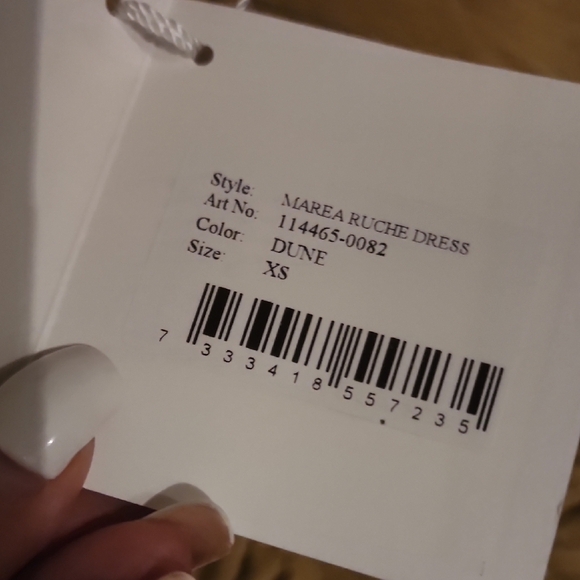 Style: MAREA RUCHE DRESS
Art No: 114465-0082
Color: DUNE
Size: XS
7 333418 557235